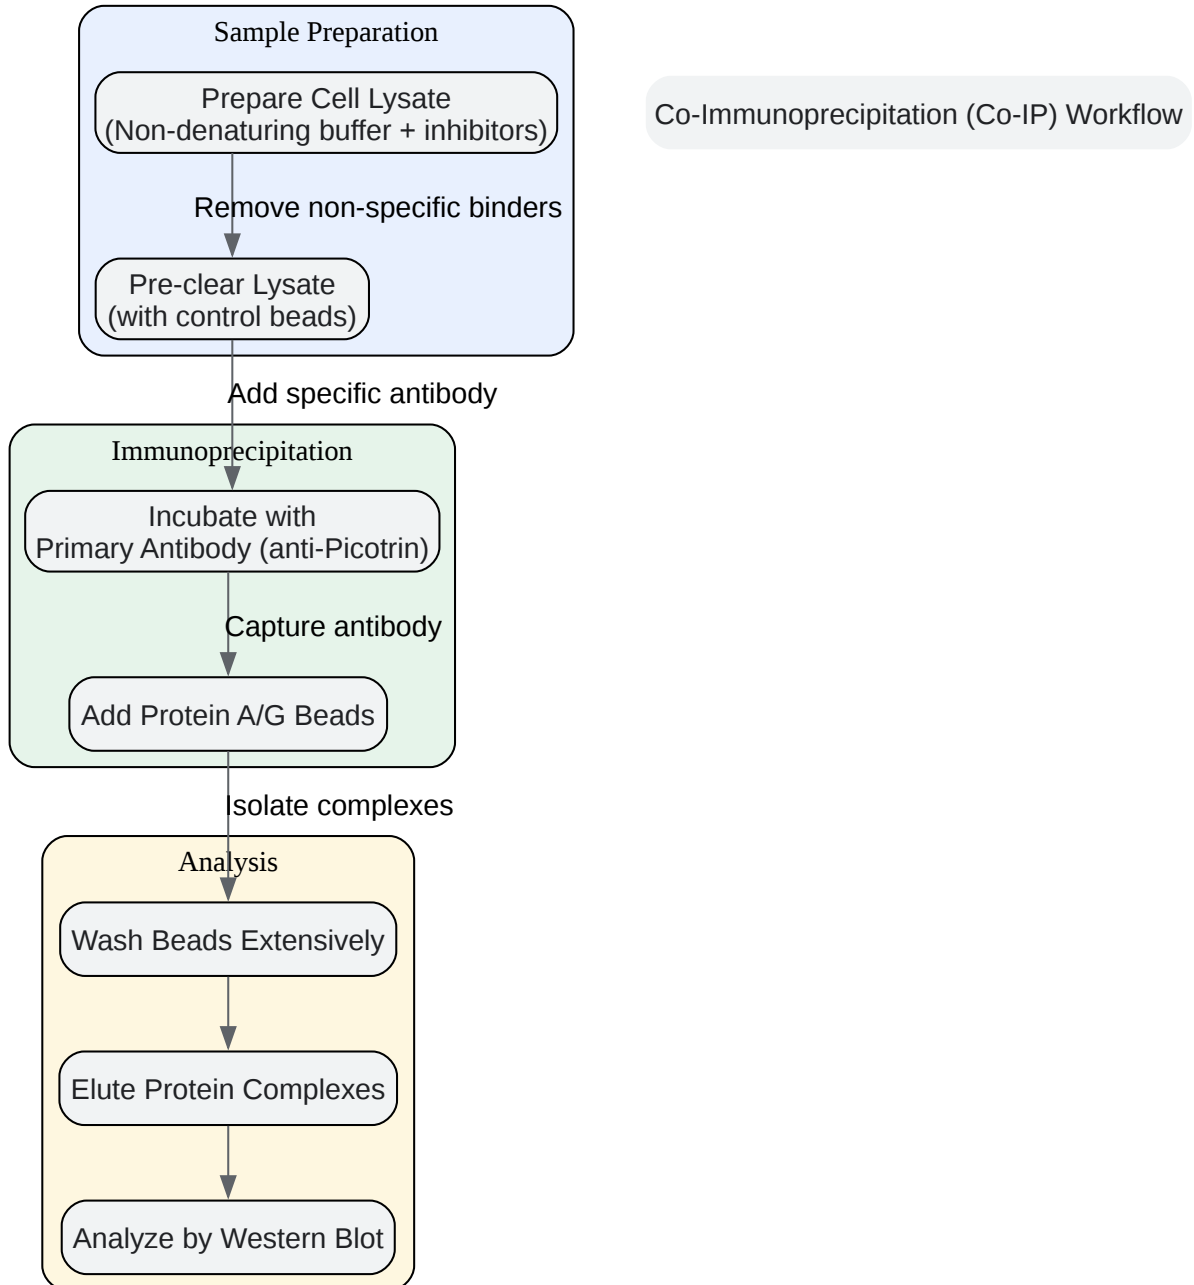 Sample Preparation
Prepare Cell Lysate
(Non-denaturing buffer + inhibitors)
Co-Immunoprecipitation (Co-IP) Workflow
Remove non-specific binders
Pre-clear Lysate
(with control beads)
Add specific antibody
Immunoprecipitation
Incubate with
Primary Antibody (anti-Picotrin)
Capture antibody
Add Protein A/G Beads
Isolate complexes
Analysis
Wash Beads Extensively
Elute Protein Complexes
Analyze by Western Blot